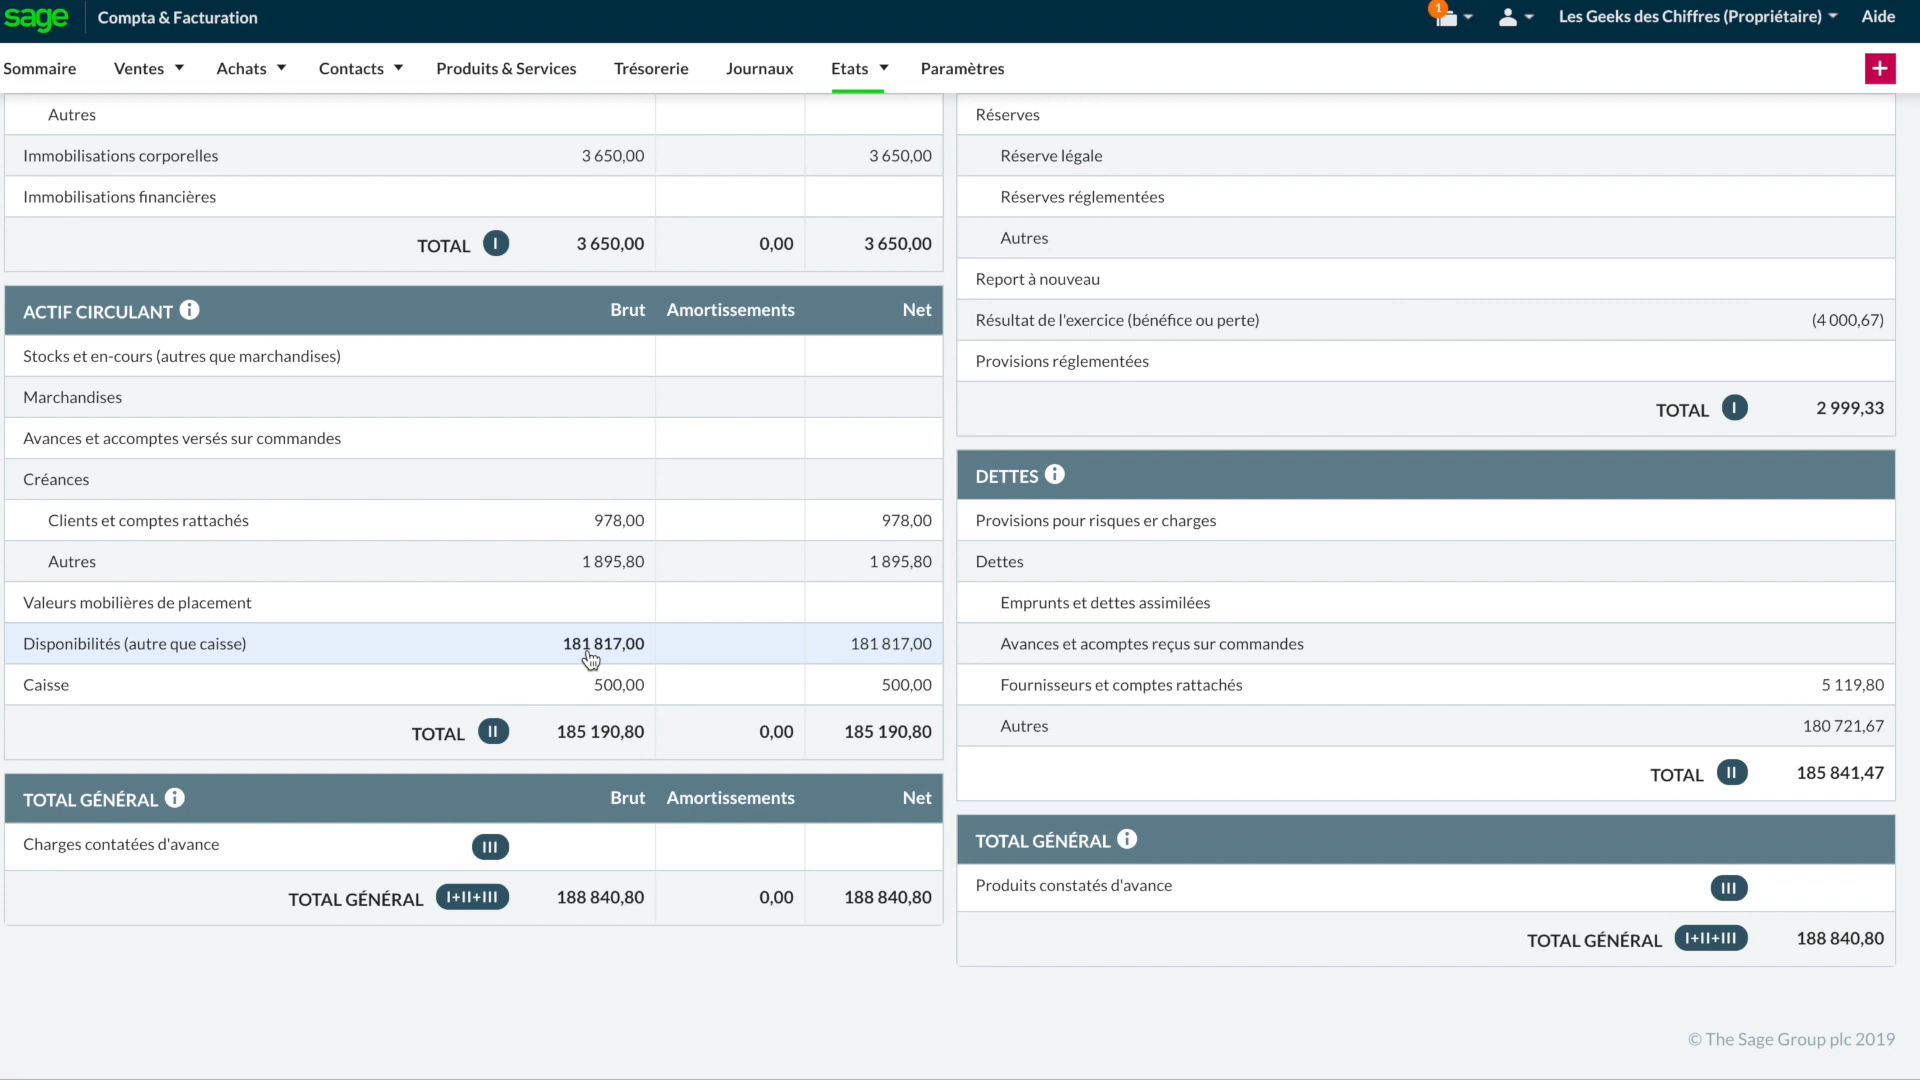 sage Compta & Facturation 1 Les Geeks des Chiffres (Propriétaire) Aide
Sommaire Ventes Achats Contacts Produits & Services Trésorerie Journaux Etats Paramètres +
Autres
Immobilisations corporelles 3 650,00 3 650,00
Immobilisations financières
TOTAL I 3 650,00 0,00 3 650,00
ACTIF CIRCULANT i Brut Amortissements Net
Stocks et en-cours (autres que marchandises)
Marchandises
Avances et accomptes versés sur commandes
Créances
Clients et comptes rattachés 978,00 978,00
Autres 1 895,80 1 895,80
Valeurs mobilières de placement
Disponibilités (autre que caisse) 181 817,00 181 817,00
Caisse 500,00 500,00
TOTAL II 185 190,80 0,00 185 190,80
TOTAL GÉNÉRAL i Brut Amortissements Net
Charges contatées d'avance III
TOTAL GÉNÉRAL I+II+III 188 840,80 0,00 188 840,80
Réserves
Réserve légale
Réserves réglementées
Autres
Report à nouveau
Résultat de l'exercice (bénéfice ou perte) (4 000,67)
Provisions réglementées
TOTAL I 2 999,33
DETTES i
Provisions pour risques er charges
Dettes
Emprunts et dettes assimilées
Avances et acomptes reçus sur commandes
Fournisseurs et comptes rattachés 5 119,80
Autres 180 721,67
TOTAL II 185 841,47
TOTAL GÉNÉRAL i
Produits constatés d'avance III
TOTAL GÉNÉRAL I+II+III 188 840,80
© The Sage Group plc 2019